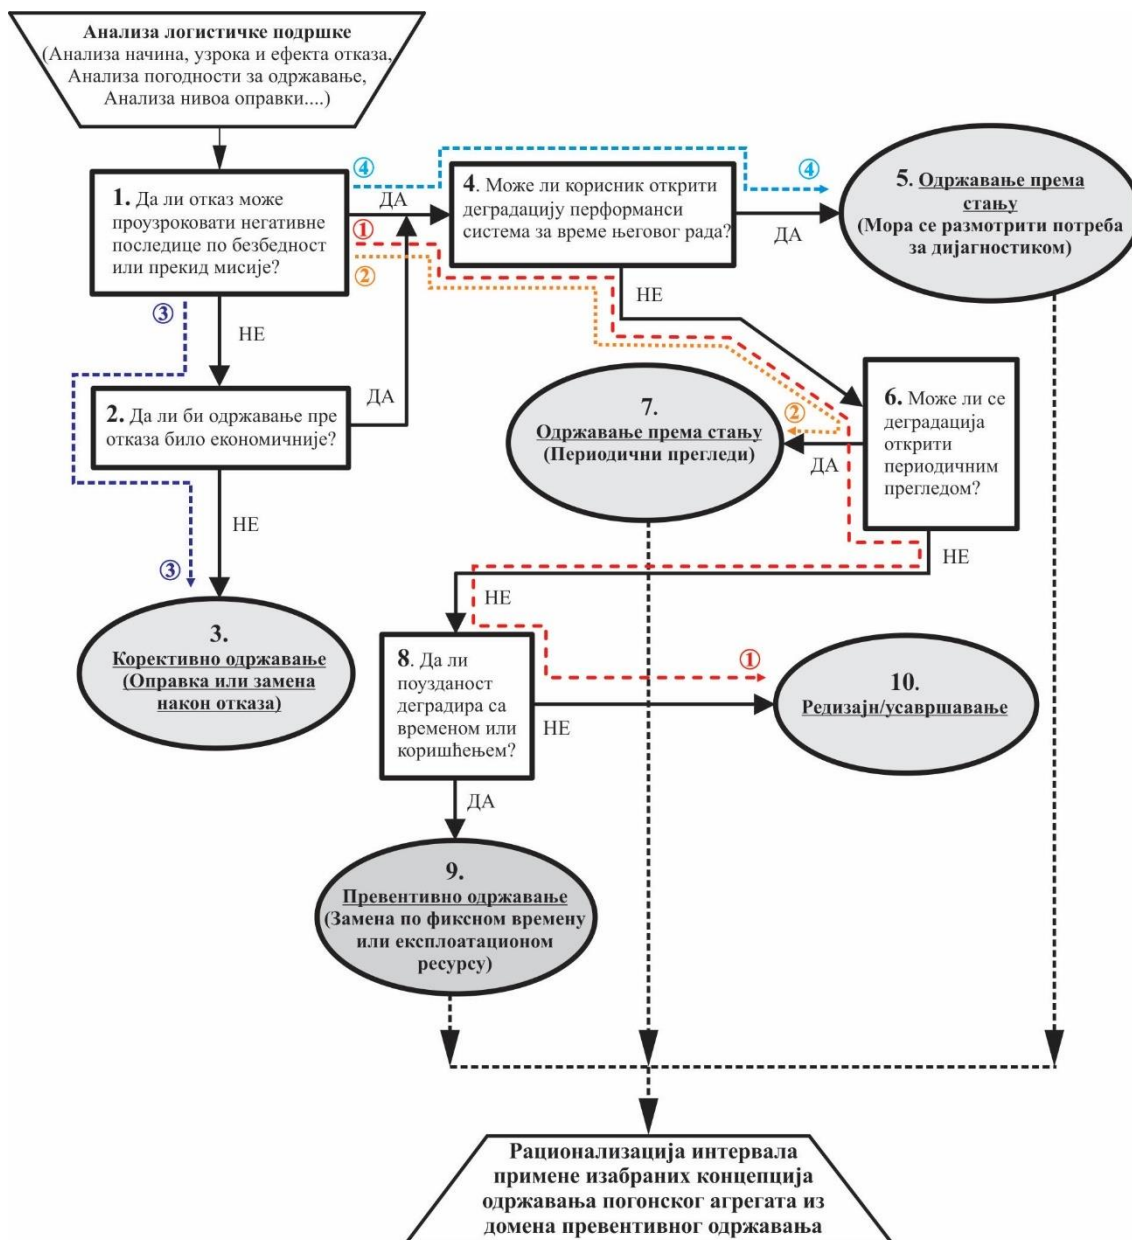 Анализа логистичке подршке
(Анализа начина, узрока и ефекта отказа,
Анализа погодности за одржавање,
Анализа нивоа оправки....)
④
④
1. Да ли отказ може
проузроковати негативне
последице по безбедност
или прекид мисије?
ДА
①
②
③
4. Може ли корисник открити
деградацију перформанси
система за време његовог рада?
ДА
5. Одржавање према
стању
(Мора се размотрити потреба
за дијагностиком)
НЕ
НЕ
2. Да ли би одржавање пре
отказа било економичније?
ДА
7.
Одржавање према стању
(Периодични прегледи)
②
ДА
6. Може ли се
деградација
открити
периодичним
прегледом?
НЕ
НЕ
③
3.
Корективно одржавање
(Оправка или замена
након отказа)
НЕ
8. Да ли
поузданост
деградира са
временом или
коришћењем?
①
НЕ
10.
Редизајн/усавршавање
ДА
9.
Превентивно одржавање
(Замена по фиксном времену
или експлоатационом
ресурсу)
Рационализација интервала
примене изабраних концепција
одржавања погонског агрегата из
домена превентивног одржавања